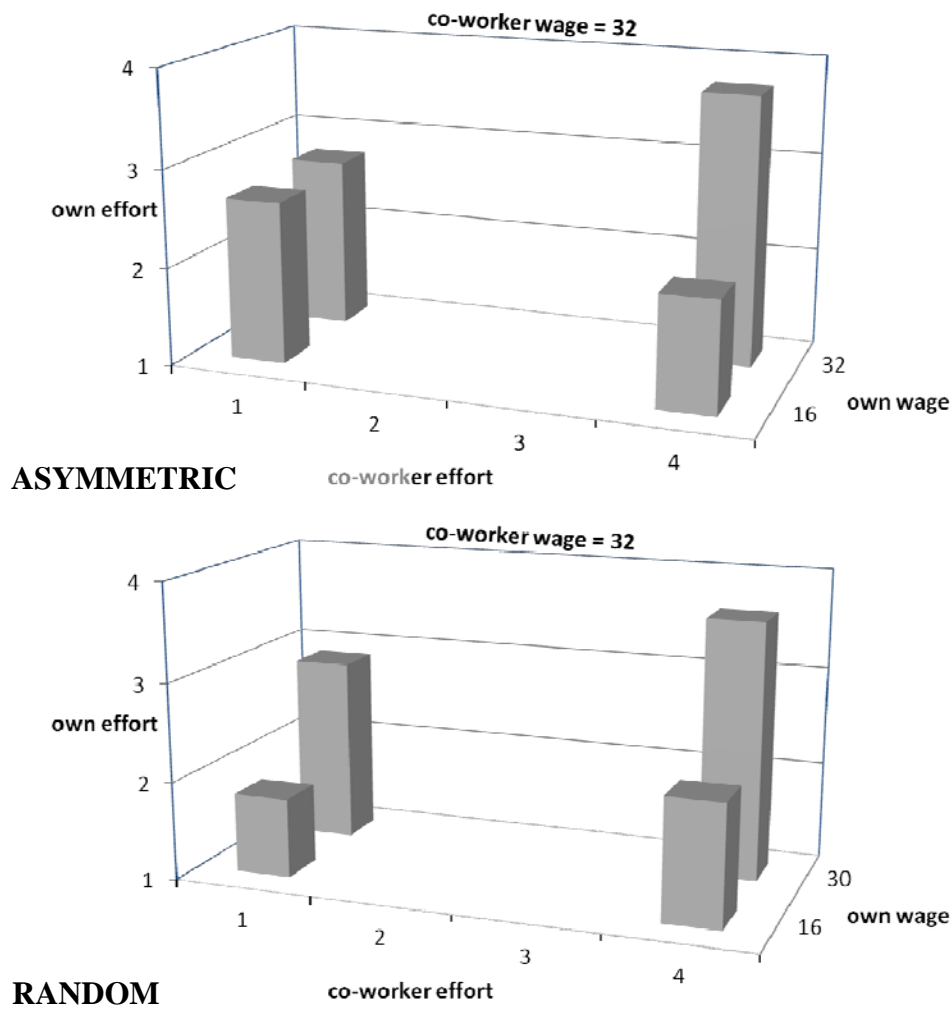 co-worker wage = 32
4
3
own effort
2
1
32
own wage
16
1
2
3
4
ASYMMETRIC
co-worker effort
co-worker wage = 32
4
3
own effort
2
1
30
own wage
16
1
2
3
4
RANDOM
co-worker effort